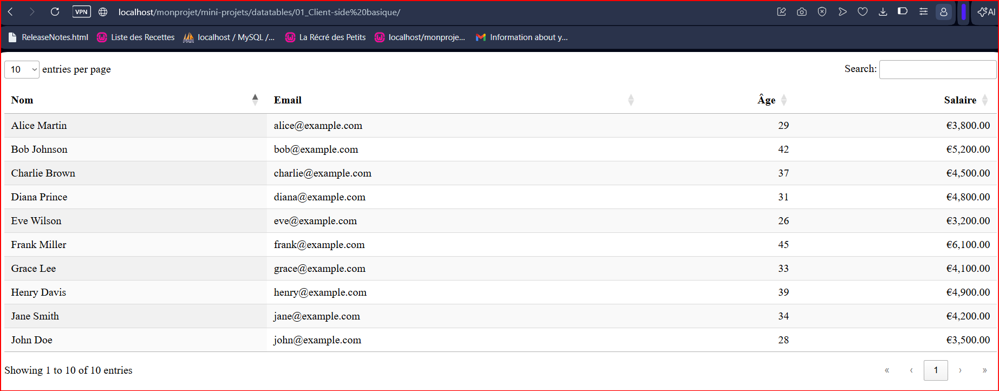 VPN localhost/monprojet/mini-projets/datatables/01_Client-side%20basique/ AI
ReleaseNotes.html Liste des Recettes localhost / MySQL /... La Récré des Petits localhost/monproje... Information about y...
10 entries per page Search:
Nom Email Âge Salaire
Alice Martin alice@example.com 29 €3,800.00
Bob Johnson bob@example.com 42 €5,200.00
Charlie Brown charlie@example.com 37 €4,500.00
Diana Prince diana@example.com 31 €4,800.00
Eve Wilson eve@example.com 26 €3,200.00
Frank Miller frank@example.com 45 €6,100.00
Grace Lee grace@example.com 33 €4,100.00
Henry Davis henry@example.com 39 €4,900.00
Jane Smith jane@example.com 34 €4,200.00
John Doe john@example.com 28 €3,500.00
Showing 1 to 10 of 10 entries « ‹ 1 › »